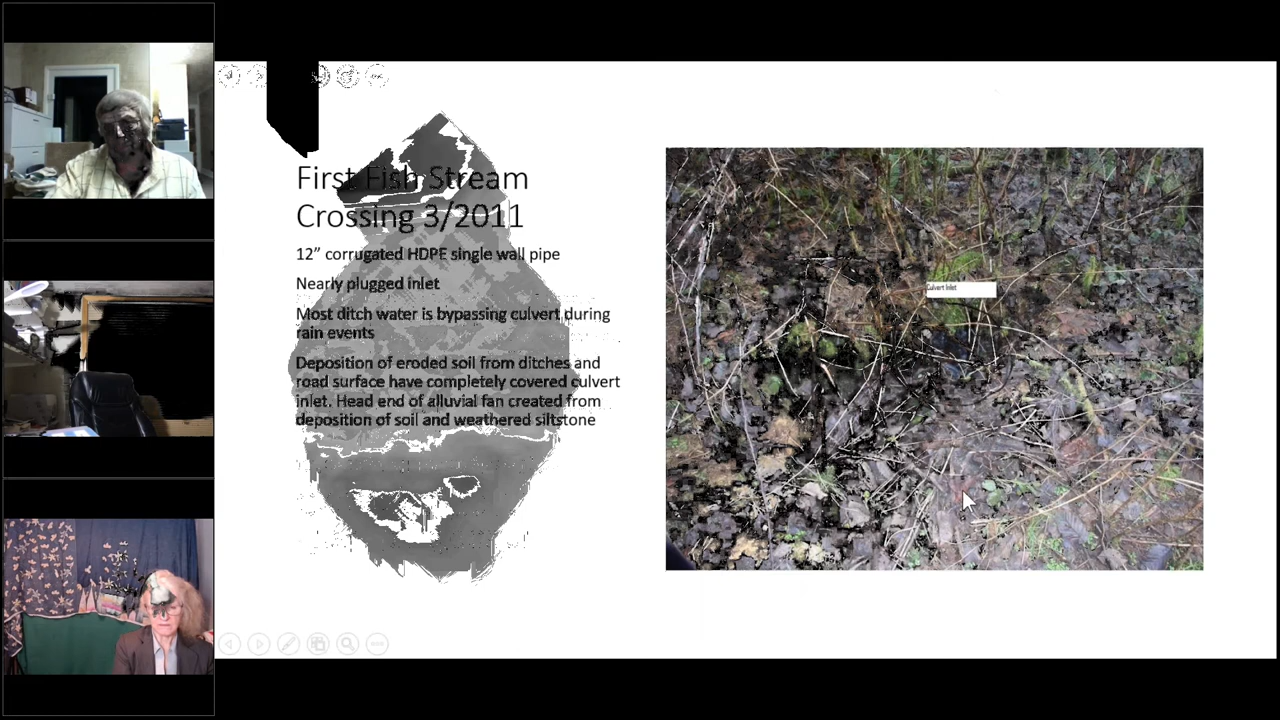 First Fish Stream
Crossing 3/2011
12” corrugated HDPE single wall pipe
Nearly plugged inlet
Most ditch water is bypassing culvert during
rain events
Deposition of eroded soil from ditches and
road surface have completely covered culvert
inlet. Head end of alluvial fan created from
deposition of soil and weathered siltstone
Culvert Inlet